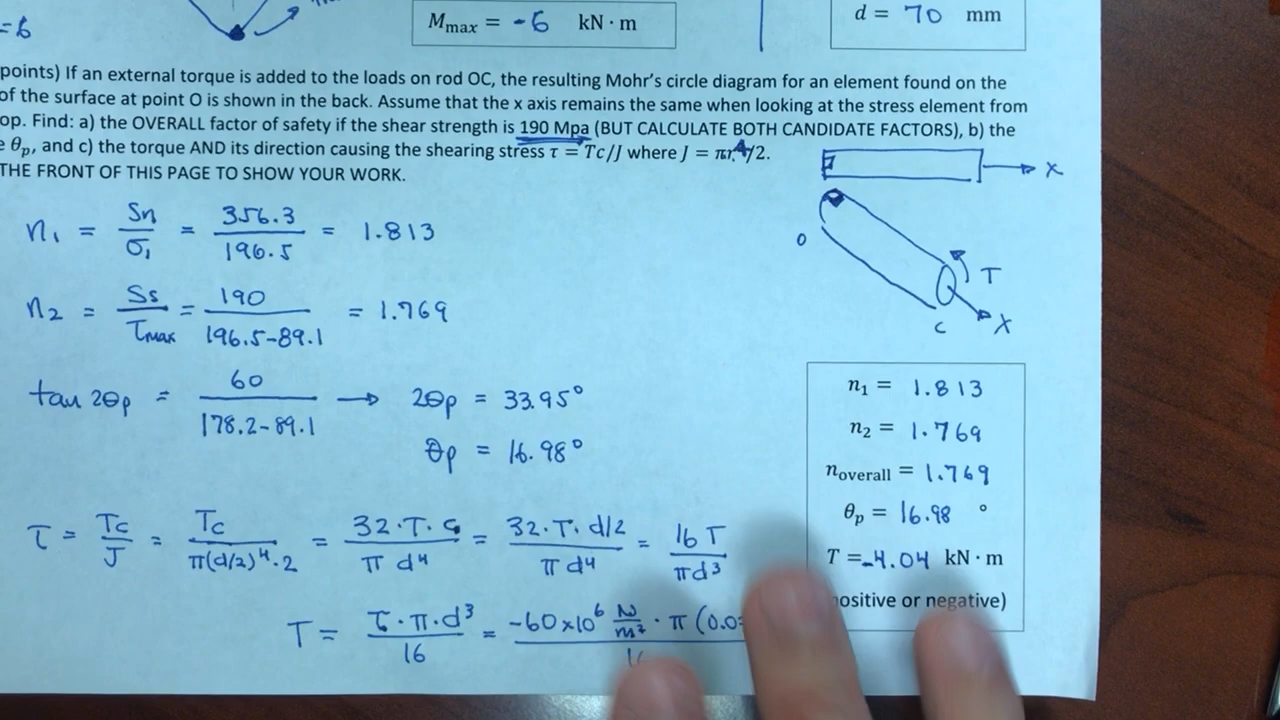 =6
M_max = -6 kN · m
d = 70 mm
points) If an external torque is added to the loads on rod OC, the resulting Mohr's circle diagram for an element found on the
of the surface at point O is shown in the back. Assume that the x axis remains the same when looking at the stress element from
op. Find: a) the OVERALL factor of safety if the shear strength is 190 Mpa (BUT CALCULATE BOTH CANDIDATE FACTORS), b) the
e θp, and c) the torque AND its direction causing the shearing stress τ = Tc/J where J = πr⁴/2.
THE FRONT OF THIS PAGE TO SHOW YOUR WORK.
X
O
T
C
X
n₁ = Sn/σ₁ = 356.3/196.5 = 1.813
n₂ = Ss/τmax = 190/(196.5-89.1) = 1.769
tan 2θp = 60/(178.2-89.1) → 2θp = 33.95°
θp = 16.98°
τ = Tc/J = Tc/(π(d/2)⁴·2) = 32·T·c/(πd⁴) = 32·T·d/2/(πd⁴) = 16T/(πd³)
T = τ·π·d³/16 = -60×10⁶ N/m² · π (0.0
n₁ = 1.813
n₂ = 1.769
n_overall = 1.769
θp = 16.98 °
T = -4.04 kN · m
ositive or negative)